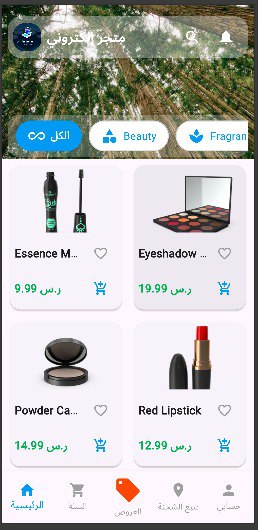 متجر إلكتروني
الكل
Beauty
Fragran
Essence M...
Eyeshadow ...
9.99 ر.س
19.99 ر.س
Powder Ca...
Red Lipstick
14.99 ر.س
12.99 ر.س
الرئيسية
السلة
العروض
تتبع الشحنة
حسابي